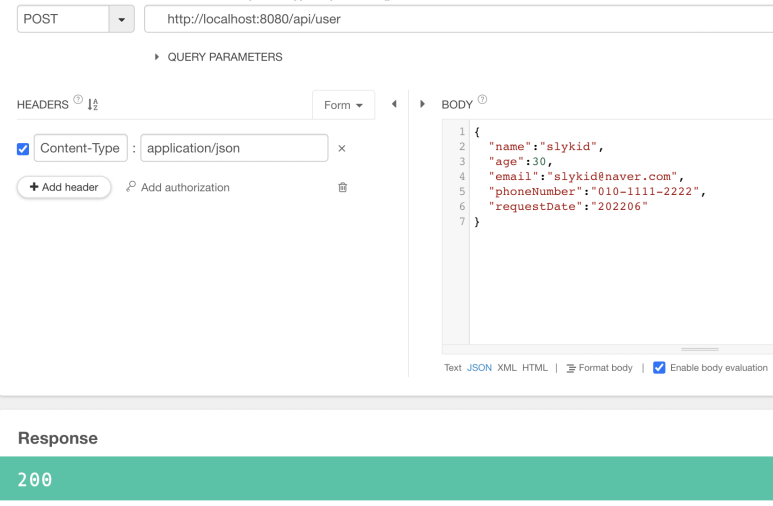 POST
http://localhost:8080/api/user
QUERY PARAMETERS
HEADERS ?
Form
BODY ?
Content-Type : application/json ×
+ Add header
Add authorization
1 {
2 "name":"slykid",
3 "age":30,
4 "email":"slykid@naver.com",
5 "phoneNumber":"010-1111-2222",
6 "requestDate":"202206"
7 }
Text JSON XML HTML | Format body | Enable body evaluation
Response
200